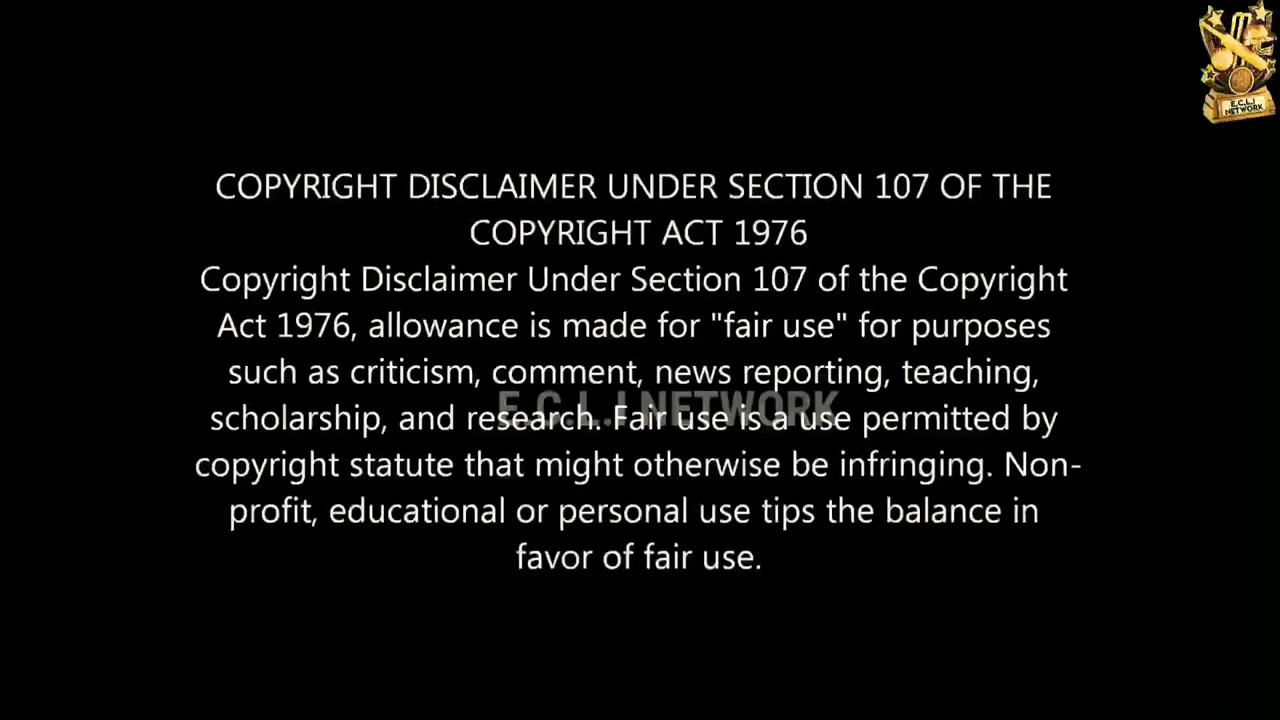 E.C.L.J
NETWORK
COPYRIGHT DISCLAIMER UNDER SECTION 107 OF THE
COPYRIGHT ACT 1976
Copyright Disclaimer Under Section 107 of the Copyright
Act 1976, allowance is made for "fair use" for purposes
such as criticism, comment, news reporting, teaching,
scholarship, and research. Fair use is a use permitted by
E.C.L.J NETWORK
copyright statute that might otherwise be infringing. Non-
profit, educational or personal use tips the balance in
favor of fair use.